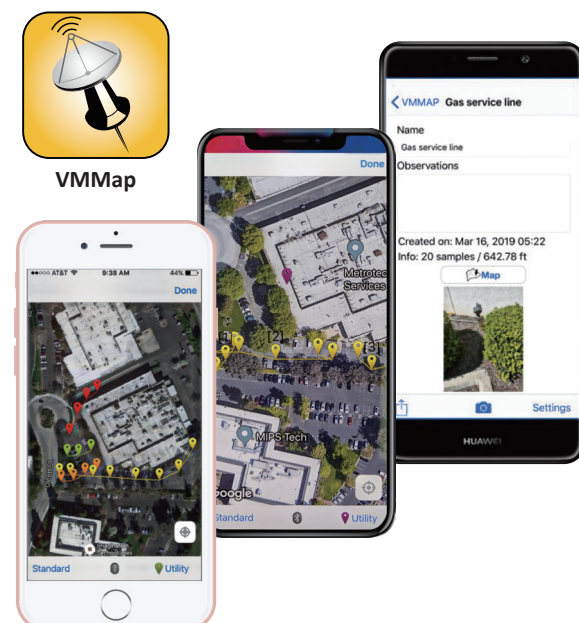 VMMap
AT&T
9:38 AM
44%
Done
Standard
Utility
Done
Metrotec
Services
[2]
[3]
MIPS Tech
Google
Standard
Utility
VMMAP
Gas service line
Name
Gas service line
Observations
Created on: Mar 16, 2019 05:22
Info: 20 samples / 642.78 ft
Map
Settings
HUAWEI